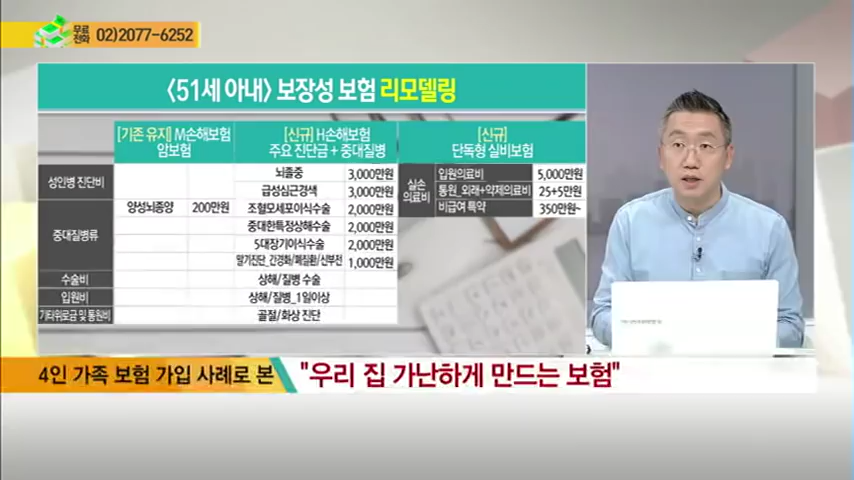 무료전화 02)2077-6252
<51세 아내> 보장성 보험 리모델링
[기존 유지] M손해보험 암보험
[신규] H손해보험 주요 진단금 + 중대질병
[신규] 단독형 실비보험
성인병 진단비 뇌졸중 3,000만원
급성심근경색 3,000만원
중대질병류 양성뇌종양 200만원 조혈모세포이식수술 2,000만원
중대한특정상해수술 2,000만원
5대장기이식수술 2,000만원
말기진단_간경화/폐질환/신부전 1,000만원
수술비 상해/질병 수술
입원비 상해/질병_1일이상
기타위로금 및 통원비 골절/화상 진단
실손의료비 입원의료비 5,000만원
통원_외래+약제의료비 25+5만원
비급여 특약 350만원~
4인 가족 보험 가입 사례로 본 "우리 집 가난하게 만드는 보험"